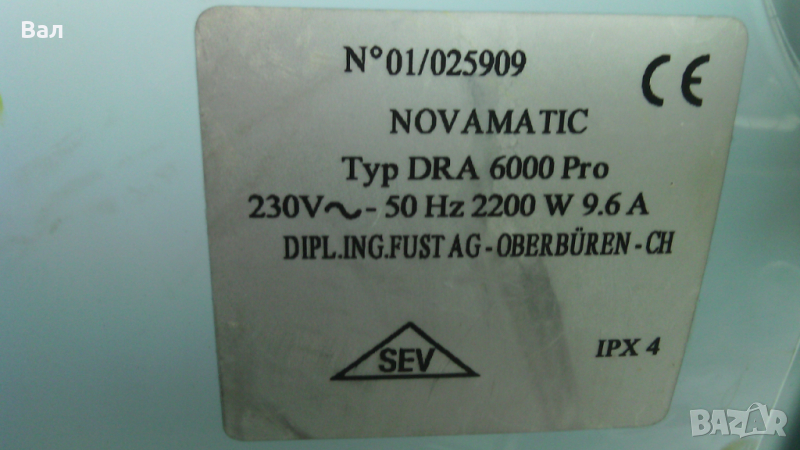 Вал
N°01/025909
CE
NOVAMATIC
Typ DRA 6000 Pro
230V~- 50 Hz 2200 W 9.6 A
DIPL.ING.FUST AG - OBERBÜREN - CH
SEV
IPX 4
BAZAR